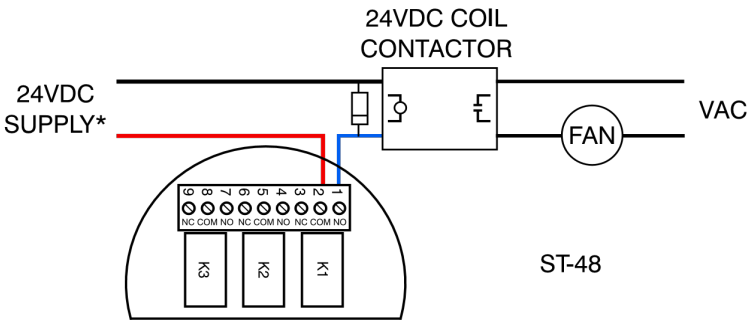 24VDC COIL
CONTACTOR
24VDC
SUPPLY*
VAC
FAN
9 8 7 6 5 4 3 2 1
NC COM NO NC COM NO NC COM NO
K3 K2 K1
ST-48